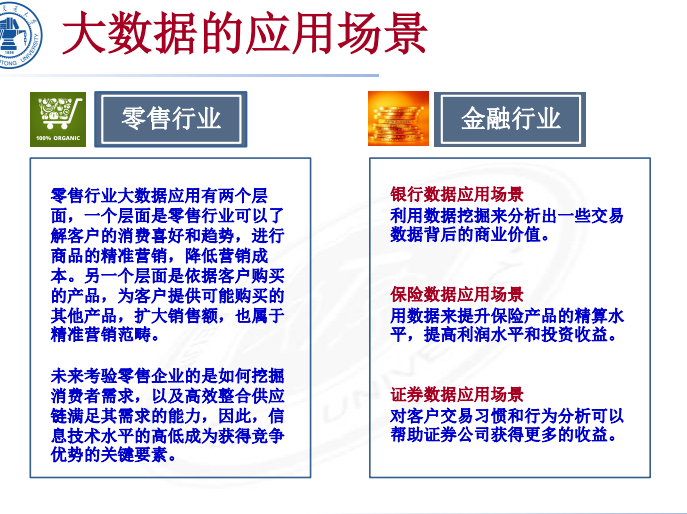 大数据的应用场景
1896
TONG UNIVERSITY
100% ORGANIC
零售行业
零售行业大数据应用有两个层
面，一个层面是零售行业可以了
解客户的消费喜好和趋势，进行
商品的精准营销，降低营销成
本。另一个层面是依据客户购买
的产品，为客户提供可能购买的
其他产品，扩大销售额，也属于
精准营销范畴。
未来考验零售企业的是如何挖掘
消费者需求，以及高效整合供应
链满足其需求的能力，因此，信
息技术水平的高低成为获得竞争
优势的关键要素。
金融行业
银行数据应用场景
利用数据挖掘来分析出一些交易
数据背后的商业价值。
保险数据应用场景
用数据来提升保险产品的精算水
平，提高利润水平和投资收益。
证券数据应用场景
对客户交易习惯和行为分析可以
帮助证券公司获得更多的收益。